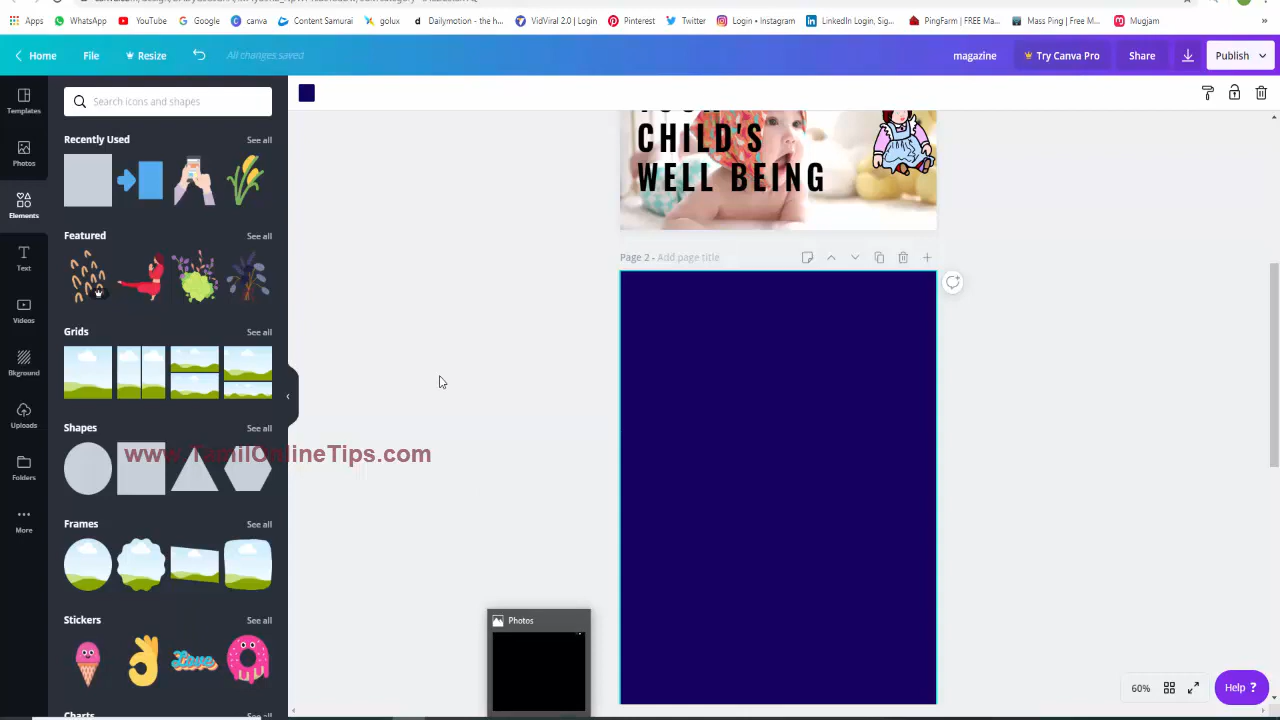 Apps
WhatsApp
YouTube
Google
canva
Content Samurai
golux
Dailymotion - the h...
VidViral 2.0 | Login
Pinterest
Twitter
Login • Instagram
LinkedIn Login, Sig...
PingFarm | FREE Ma...
Mass Ping | Free M...
Mugjam
Home
File
Resize
All changes saved
magazine
Try Canva Pro
Share
Publish
Templates
Photos
Elements
Text
Videos
Bkground
Uploads
Folders
More
Search icons and shapes
Recently Used See all
Featured See all
Grids See all
Shapes See all
www.TamilOnlineTips.com
Frames See all
Stickers See all
Love
Charts
CHILD'S
WELL BEING
Page 2 - Add page title
Photos
60%
Help ?